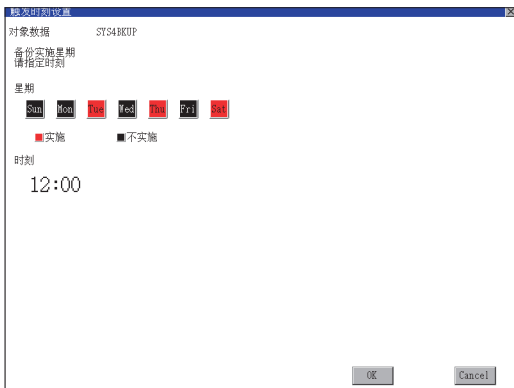 触发时刻设置
对象数据 SYS4BKUP
备份实施星期
请指定时刻
星期
Sun Mon Tue Wed Thu Fri Sat
■实施 ■不实施
时刻
12:00
OK Cancel